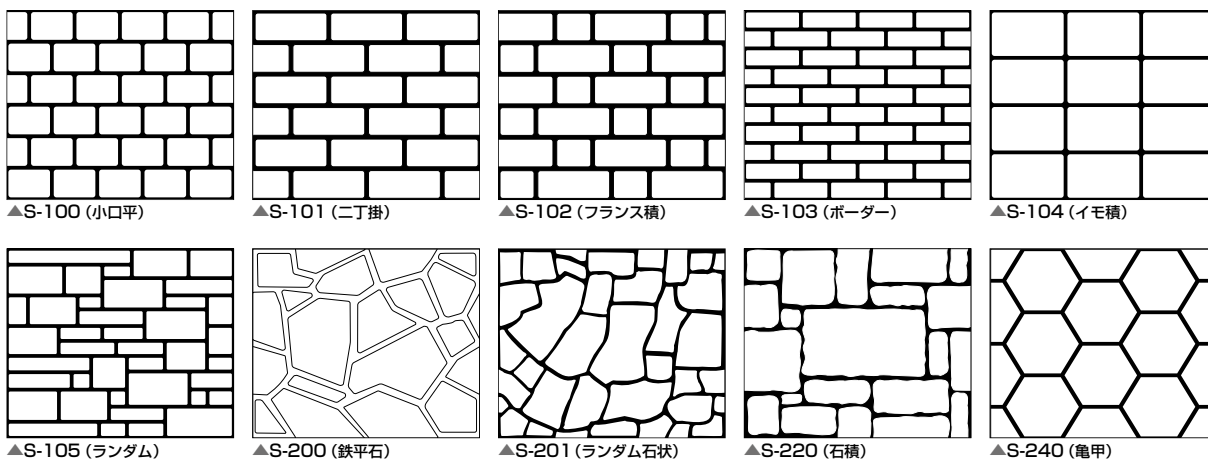 ▲S-100（小口平）
▲S-101（二丁掛）
▲S-102（フランス積）
▲S-103（ボーダー）
▲S-104（イモ積）
▲S-105（ランダム）
▲S-200（鉄平石）
▲S-201（ランダム石状）
▲S-220（石積）
▲S-240（亀甲）